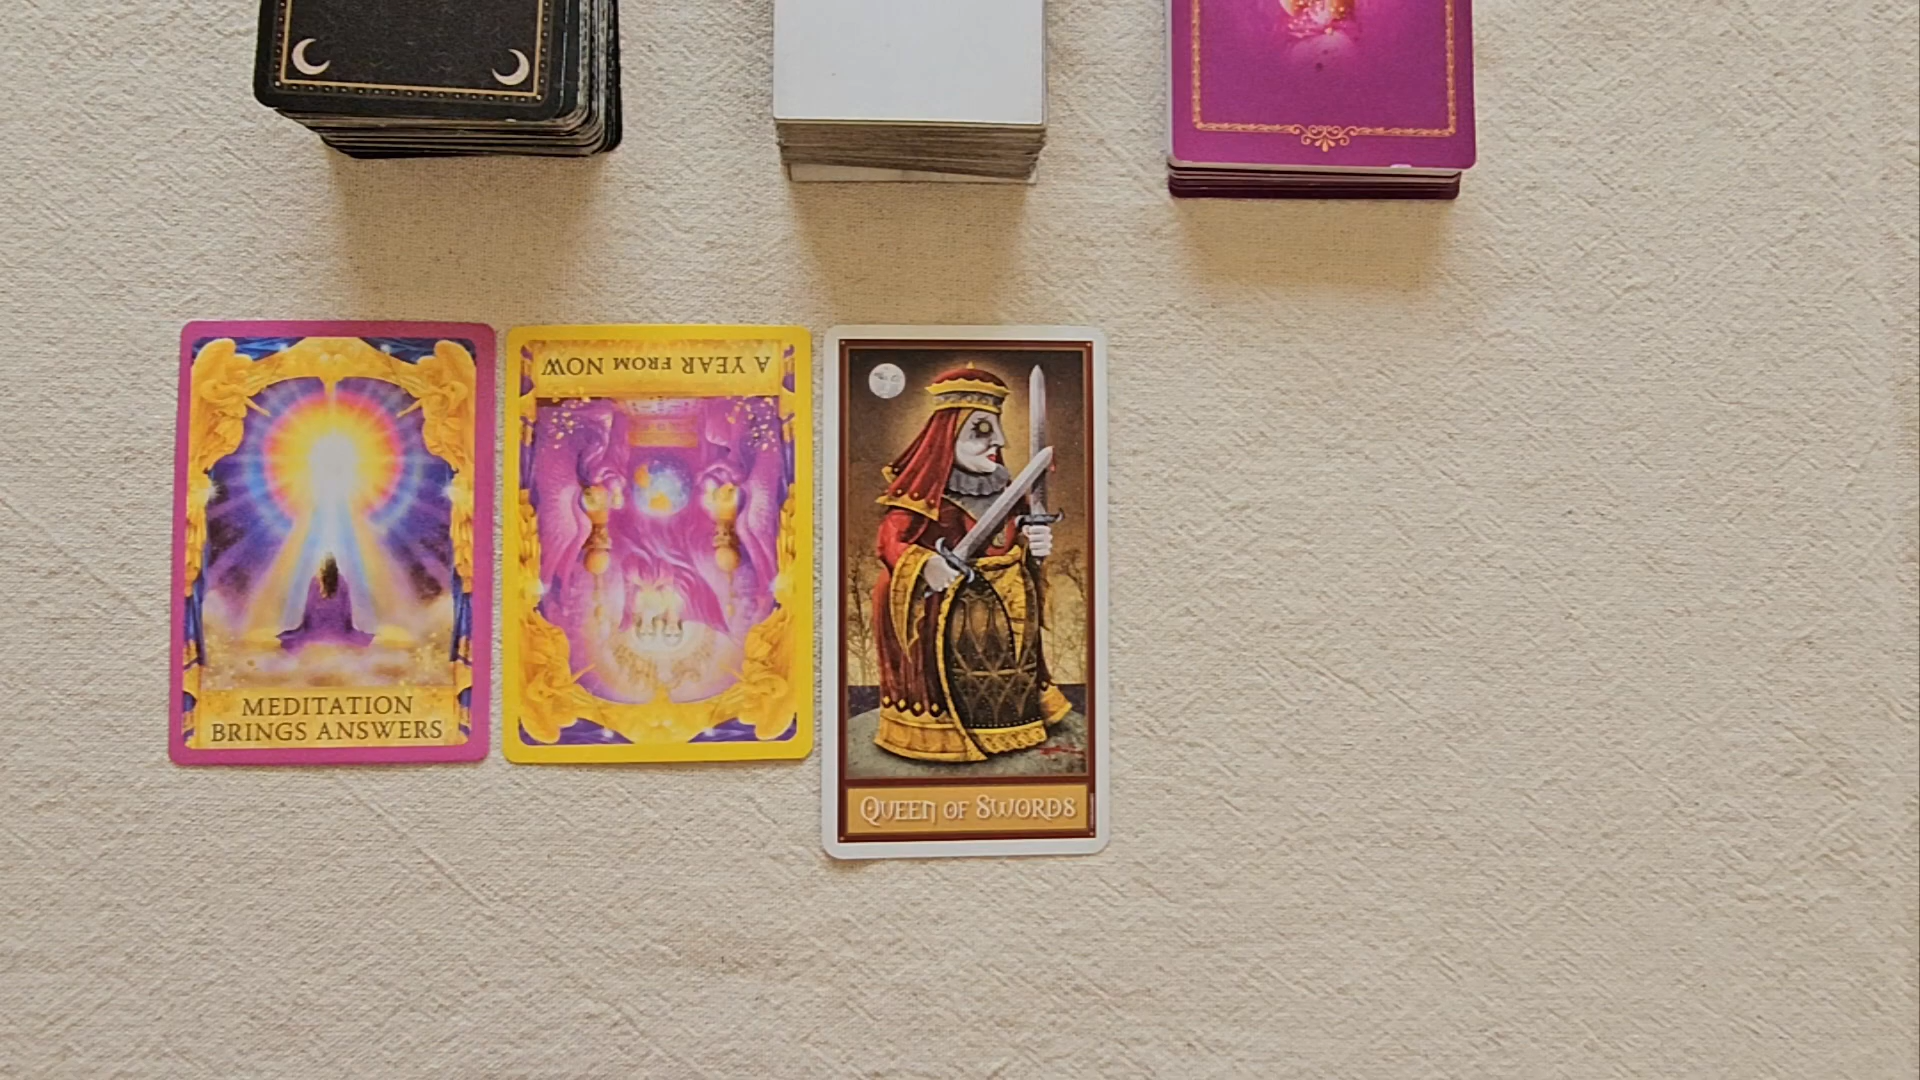 MEDITATION
BRINGS ANSWERS
A YEAR FROM NOW
QUEEN OF SWORDS